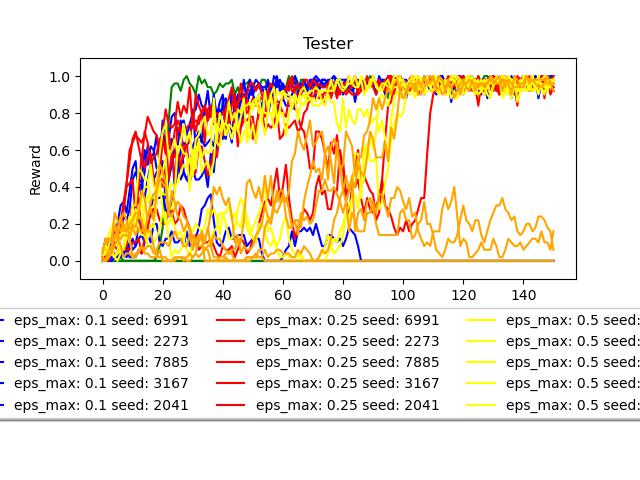 Tester
1.0
0.8
0.6
0.4
0.2
0.0
Reward
0 20 40 60 80 100 120 140
eps_max: 0.1 seed: 6991 eps_max: 0.25 seed: 6991 eps_max: 0.5 seed:
eps_max: 0.1 seed: 2273 eps_max: 0.25 seed: 2273 eps_max: 0.5 seed:
eps_max: 0.1 seed: 7885 eps_max: 0.25 seed: 7885 eps_max: 0.5 seed:
eps_max: 0.1 seed: 3167 eps_max: 0.25 seed: 3167 eps_max: 0.5 seed:
eps_max: 0.1 seed: 2041 eps_max: 0.25 seed: 2041 eps_max: 0.5 seed: